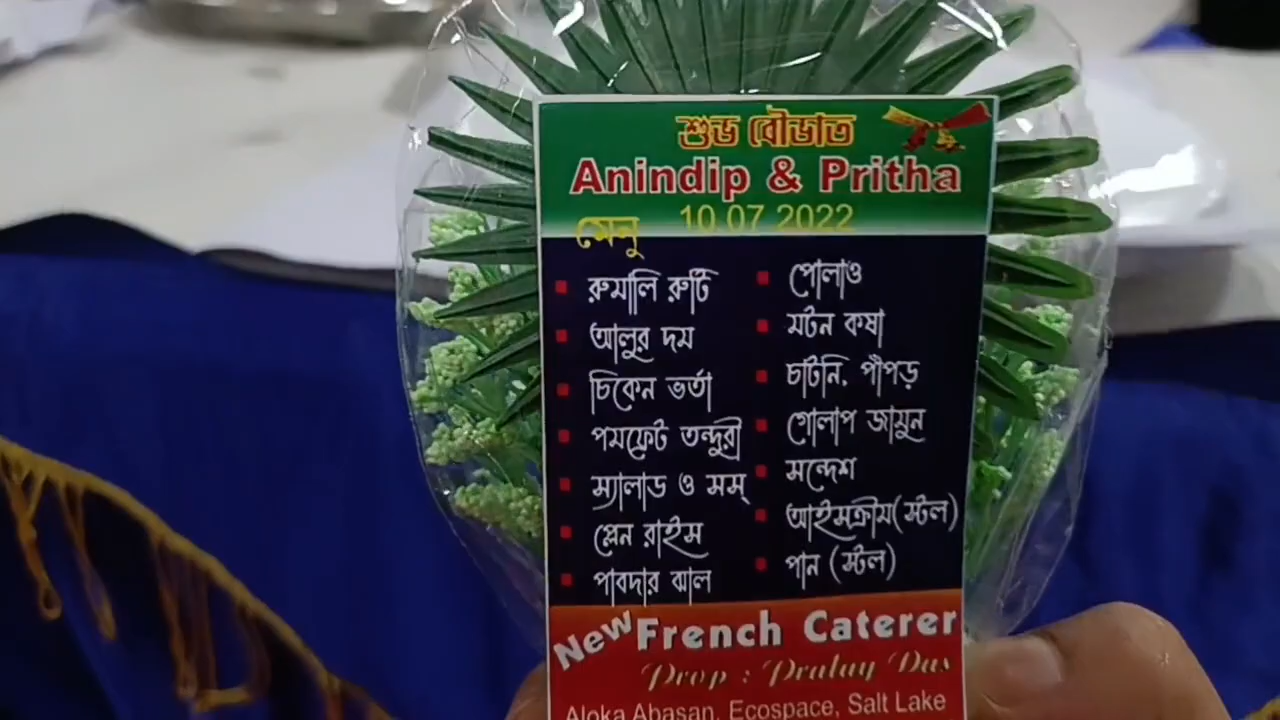 শুভ বৌভাত
Anindip & Pritha
10.07.2022
মেনু
রুমালি রুটি
আলুর দম
চিকেন ভর্তা
পমফ্রেট তন্দুরী
স্যালাড ও সস্
প্লেন রাইস
পাবদার ঝাল
পোলাও
মটন কষা
চাটনি, পাঁপড়
গোলাপ জামুন
সন্দেশ
আইসক্রীম(স্টল)
পান (স্টল)
New French Caterer
Prop : Pralay Das
Aloka Abasan, Ecospace, Salt Lake